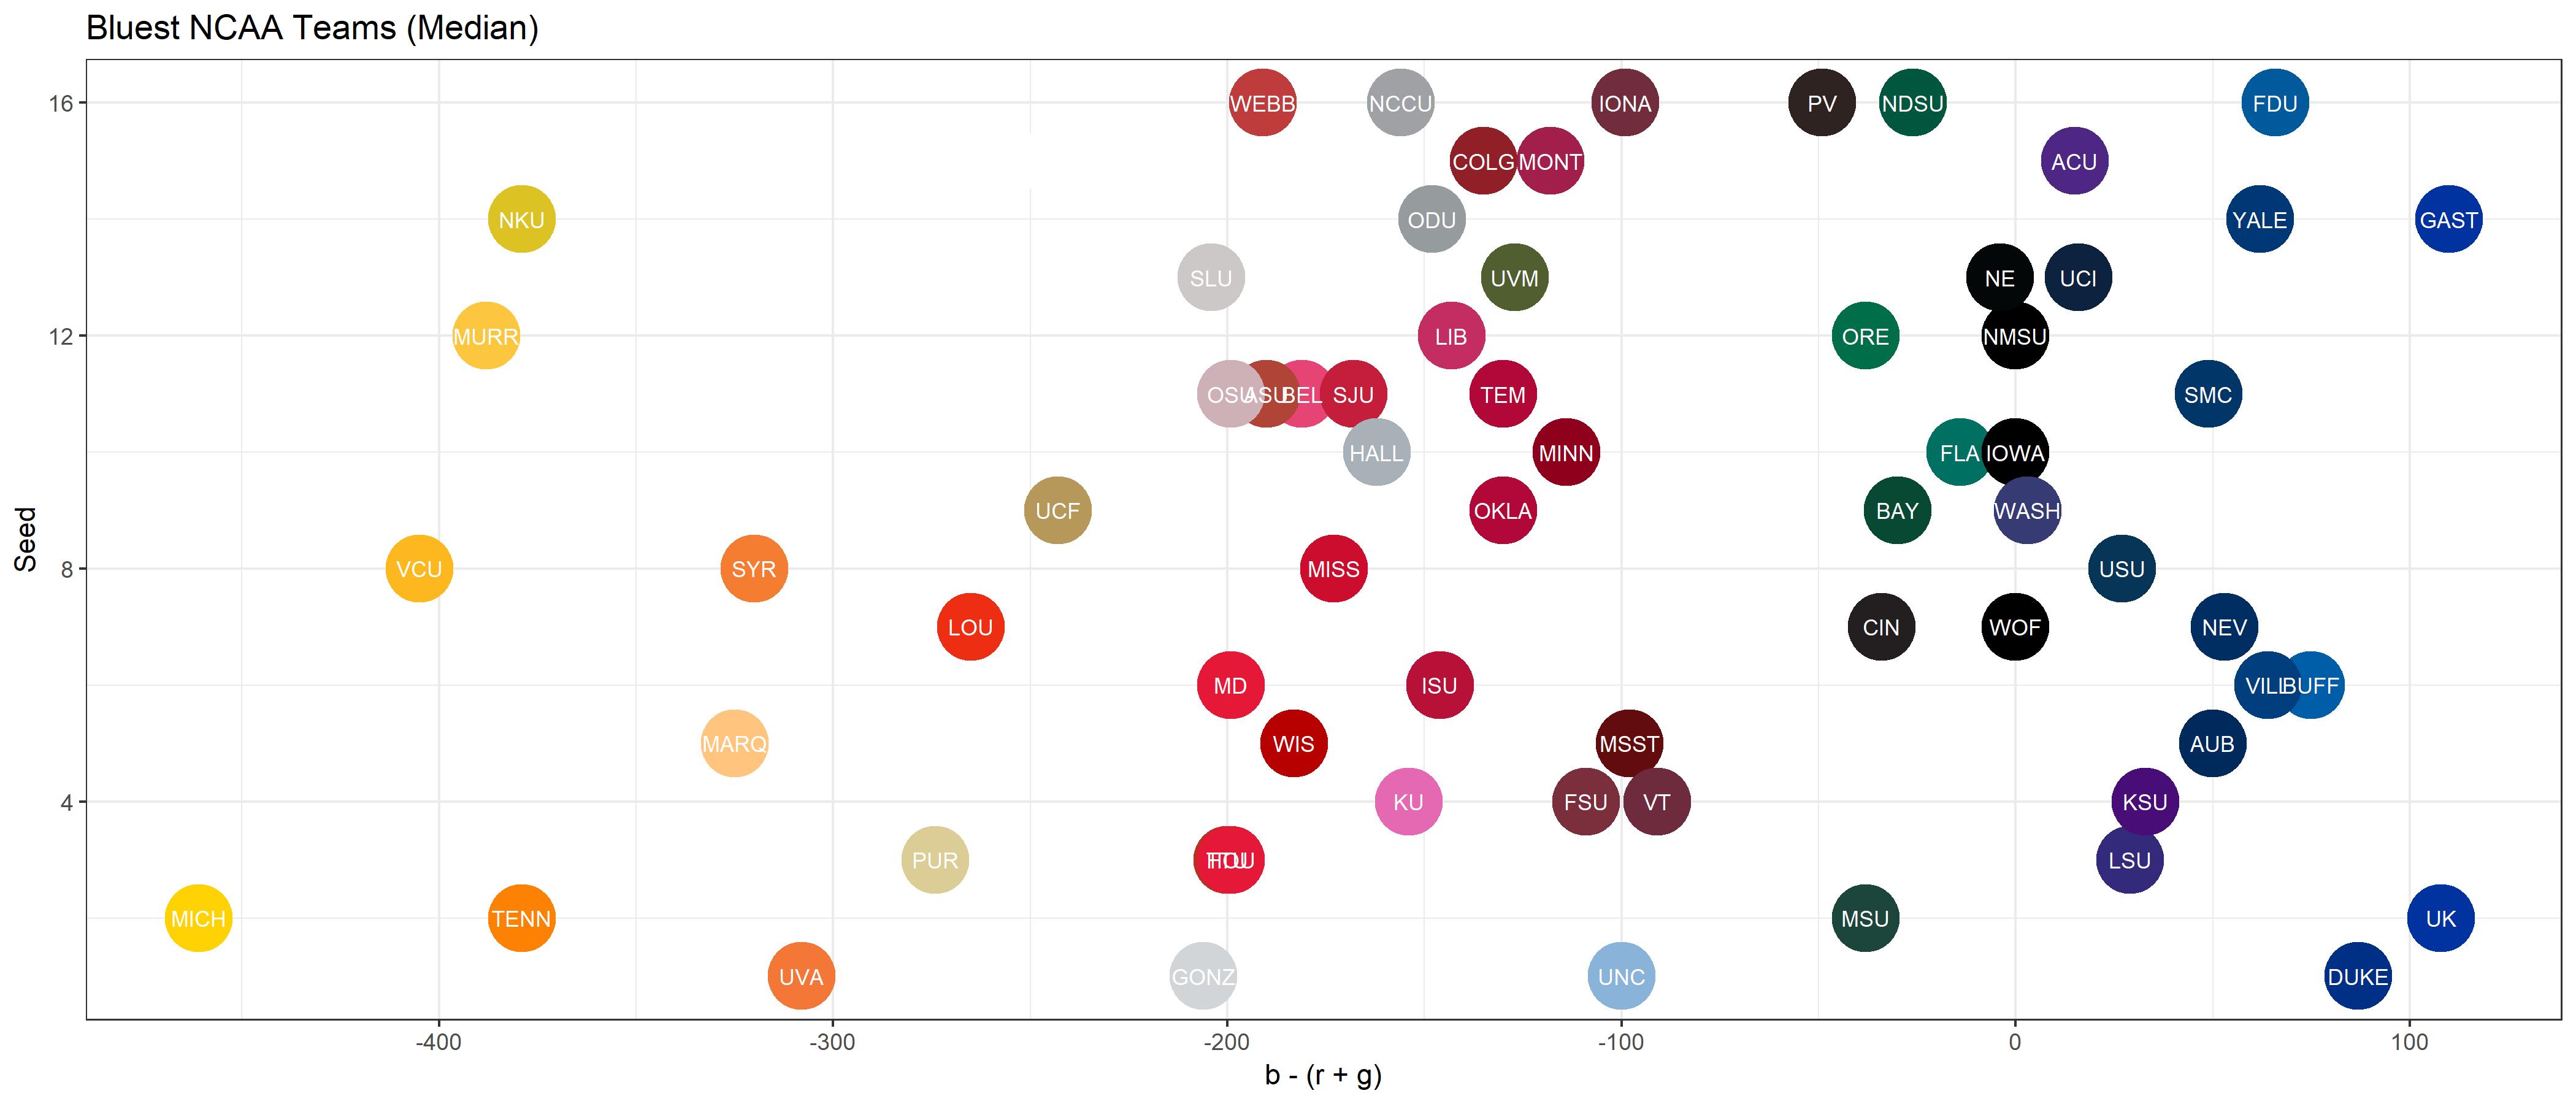 Bluest NCAA Teams (Median)
16
WEBB NCCU IONA PV NDSU FDU
COLG MONT ACU
NKU ODU YALE GAST
SLU UVM NE UCI
12
MURR LIB ORE NMSU
OSU ASU BEL SJU TEM SMC
HALL MINN FLA IOWA
UCF OKLA BAY WASH
Seed
8
VCU SYR MISS USU
LOU CIN WOF NEV
MD ISU VILL BUFF
MARQ WIS MSST AUB
4
KU FSU VT KSU
PUR LSU
MICH TENN MSU UK
UVA GONZ UNC DUKE
-400 -300 -200 -100 0 100
b - (r + g)